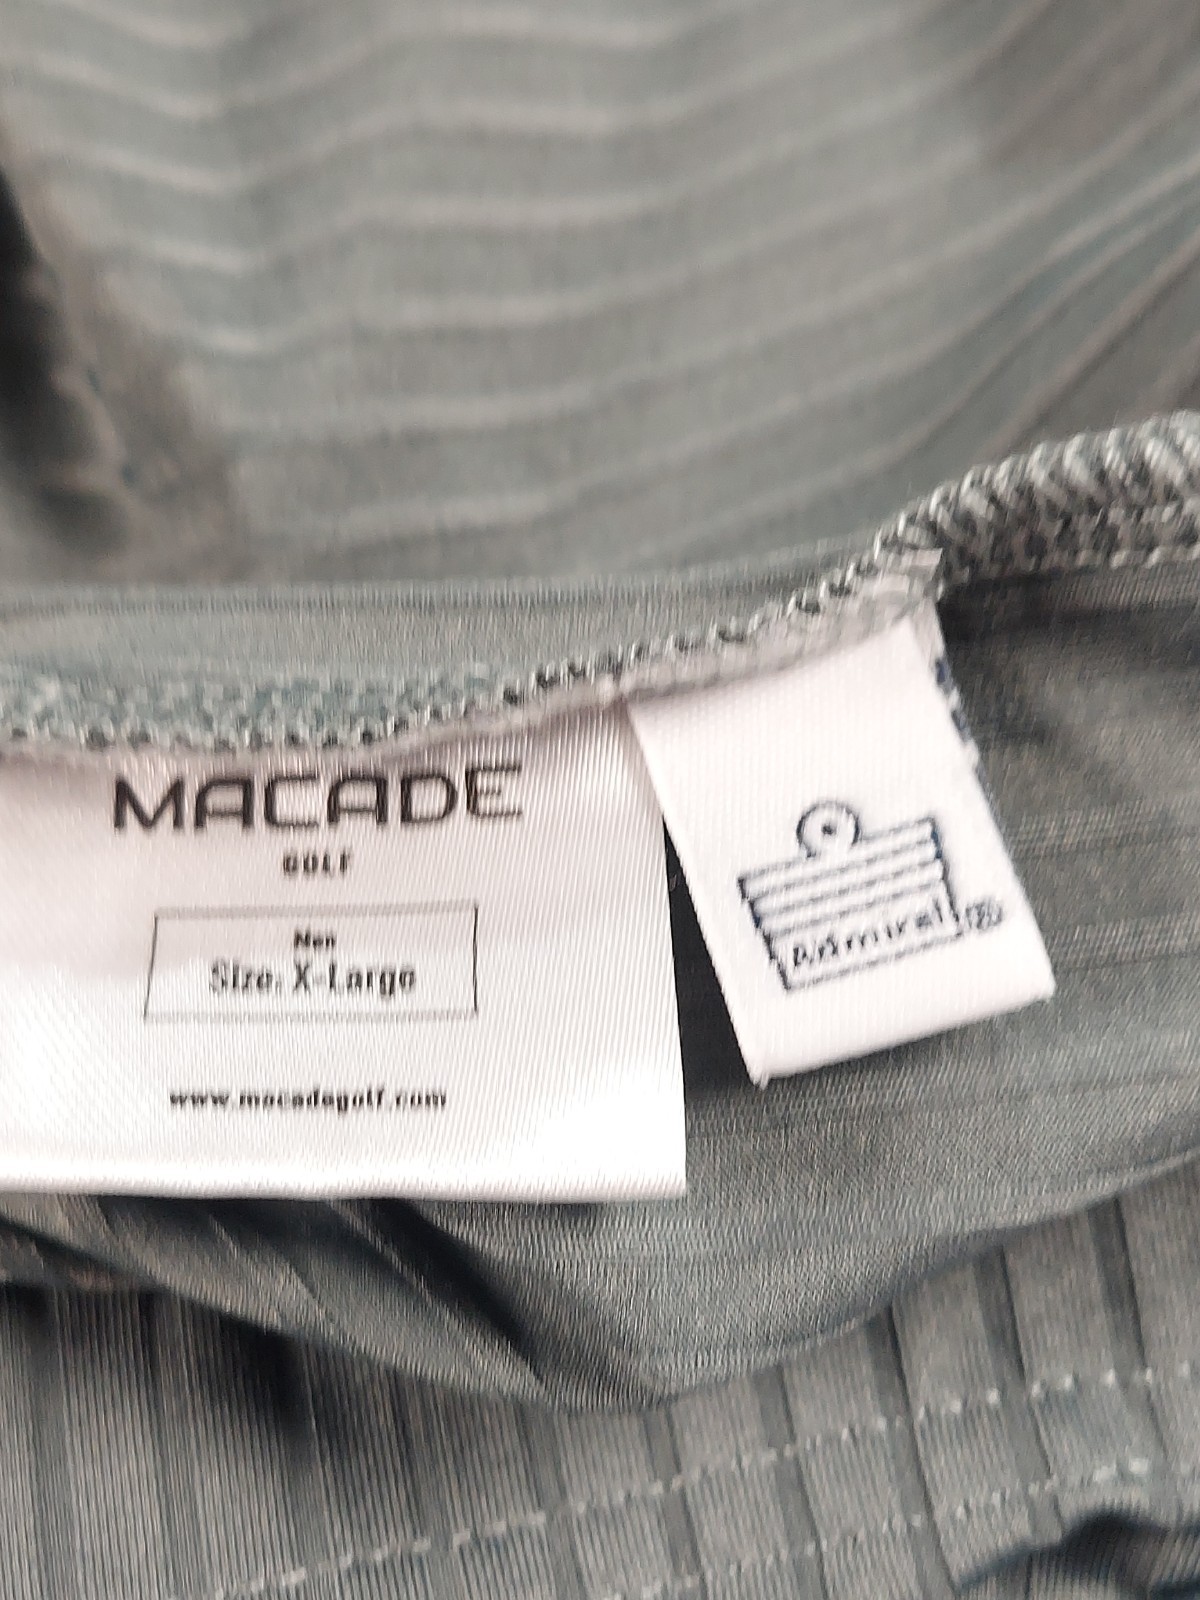 MACADE
GOLF
Men
Size. X-Large
www.macadegolf.com
Admiral®